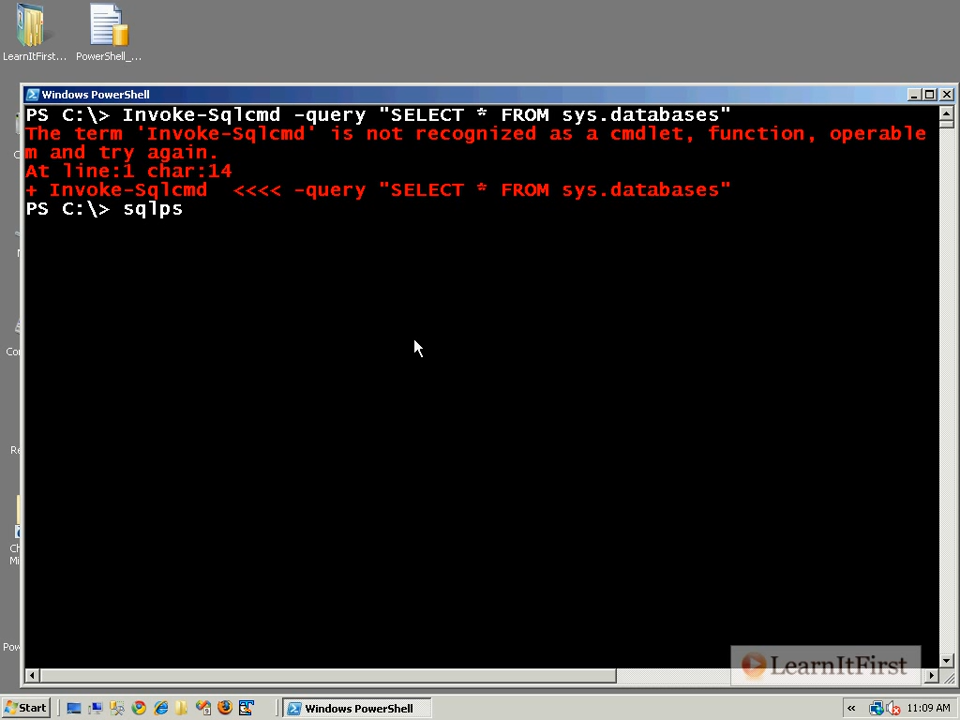 LearnItFirst...
PowerShell_...
Windows PowerShell
PS C:\> Invoke-Sqlcmd -query "SELECT * FROM sys.databases"
The term 'Invoke-Sqlcmd' is not recognized as a cmdlet, function, operable
m and try again.
At line:1 char:14
+ Invoke-Sqlcmd  <<<< -query "SELECT * FROM sys.databases"
PS C:\> sqlps
LearnItFirst
Start
Windows PowerShell
«
11:09 AM